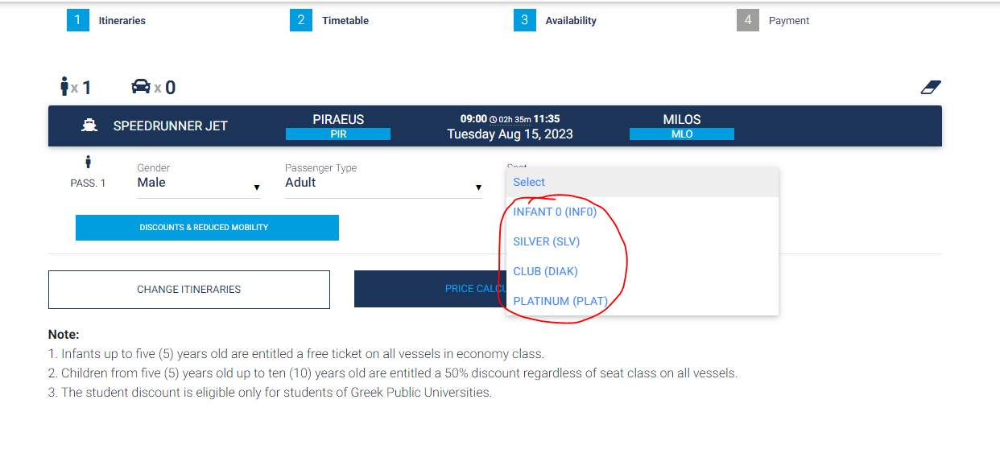 1 Itineraries 2 Timetable 3 Availability 4 Payment
x 1 x 0
SPEEDRUNNER JET PIRAEUS 09:00 02h 35m 11:35 MILOS
PIR Tuesday Aug 15, 2023 MLO
Gender Passenger Type
PASS. 1 Male Adult Select
INFANT 0 (INF0)
DISCOUNTS & REDUCED MOBILITY
SILVER (SLV)
CLUB (DIAK)
CHANGE ITINERARIES PRICE CALCU
PLATINUM (PLAT)
Note:
1. Infants up to five (5) years old are entitled a free ticket on all vessels in economy class.
2. Children from five (5) years old up to ten (10) years old are entitled a 50% discount regardless of seat class on all vessels.
3. The student discount is eligible only for students of Greek Public Universities.